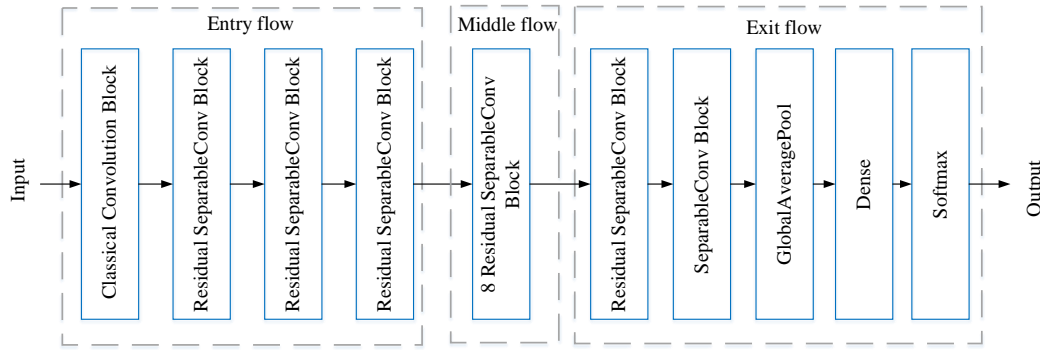 Entry flow
Middle flow
Exit flow
Input
Classical Convolution Block
Residual SeparableConv Block
Residual SeparableConv Block
Residual SeparableConv Block
8 Residual SeparableConv
Block
Residual SeparableConv Block
SeparableConv Block
GlobalAveragePool
Dense
Softmax
Output